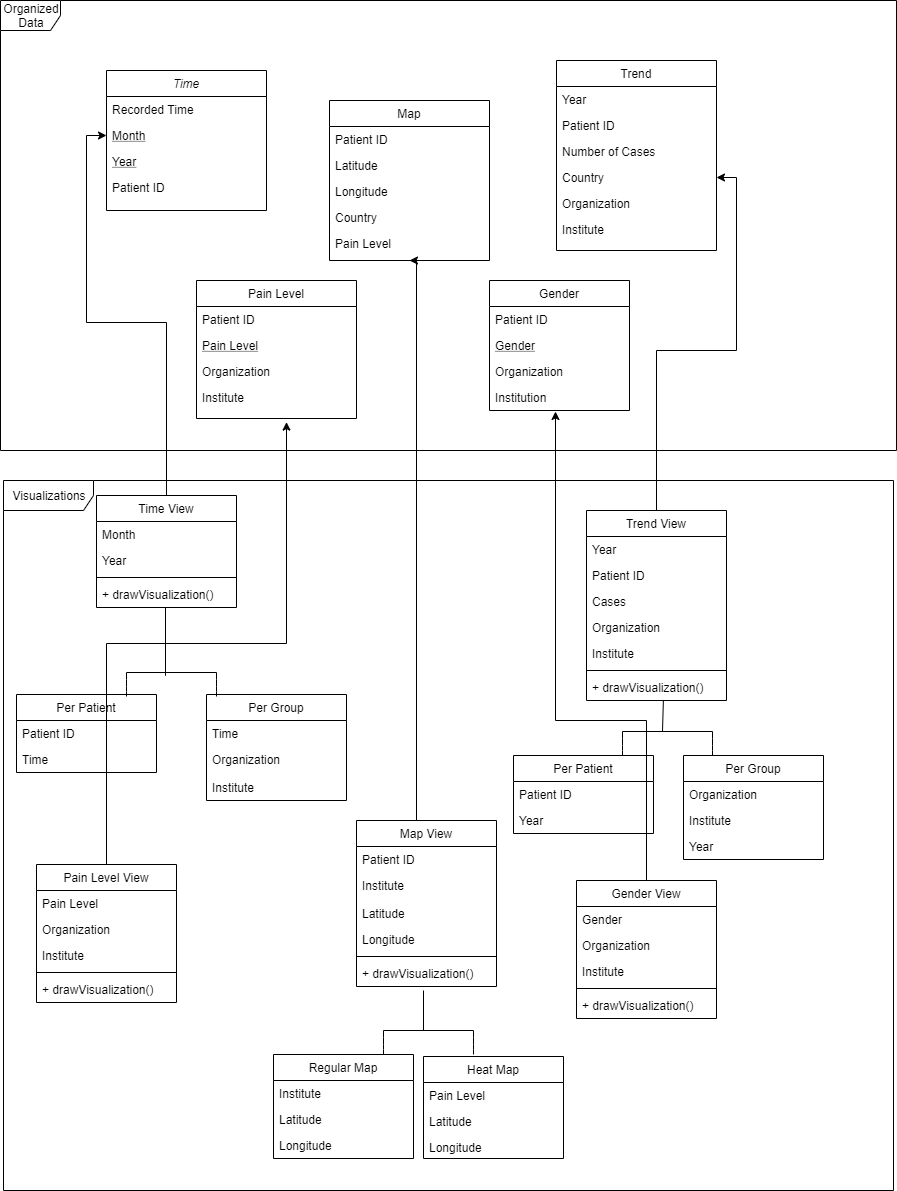 Organized
Data
Time
Recorded Time
Month
Year
Patient ID
Map
Patient ID
Latitude
Longitude
Country
Pain Level
Trend
Year
Patient ID
Number of Cases
Country
Organization
Institute
Pain Level
Patient ID
Pain Level
Organization
Institute
Gender
Patient ID
Gender
Organization
Institution
Visualizations
Time View
Month
Year
+ drawVisualization()
Trend View
Year
Patient ID
Cases
Organization
Institute
+ drawVisualization()
Per Patient
Patient ID
Time
Per Group
Time
Organization
Institute
Per Patient
Patient ID
Year
Per Group
Organization
Institute
Year
Map View
Patient ID
Institute
Latitude
Longitude
+ drawVisualization()
Pain Level View
Pain Level
Organization
Institute
+ drawVisualization()
Gender View
Gender
Organization
Institute
+ drawVisualization()
Regular Map
Institute
Latitude
Longitude
Heat Map
Pain Level
Latitude
Longitude